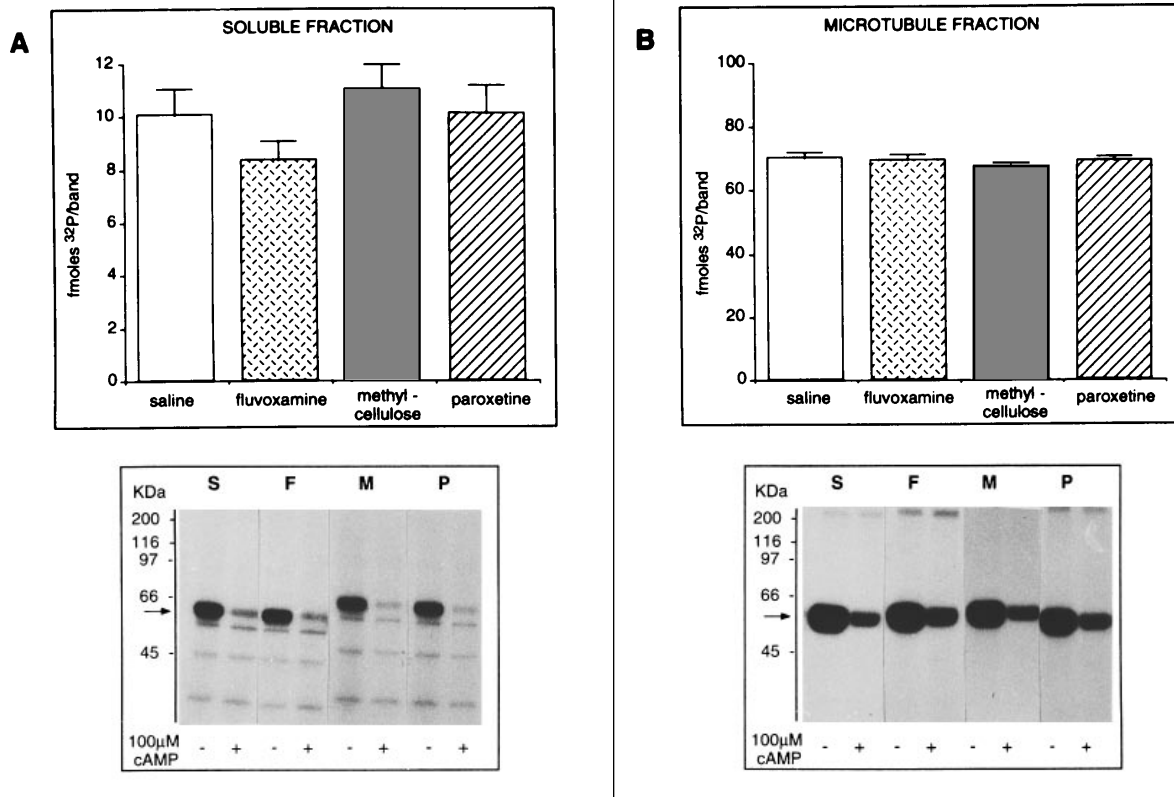 A
SOLUBLE FRACTION
fmoles ³²P/band
12
10
8
6
4
2
0
saline
fluvoxamine
methyl -
cellulose
paroxetine
KDa
S F M P
200
116
97
66
45
100µM
cAMP
- + - + - + - +
B
MICROTUBULE FRACTION
fmoles ³²P/band
100
80
60
40
20
0
saline
fluvoxamine
methyl -
cellulose
paroxetine
KDa
S F M P
200
116
97
66
45
100µM
cAMP
- + - + - + - +